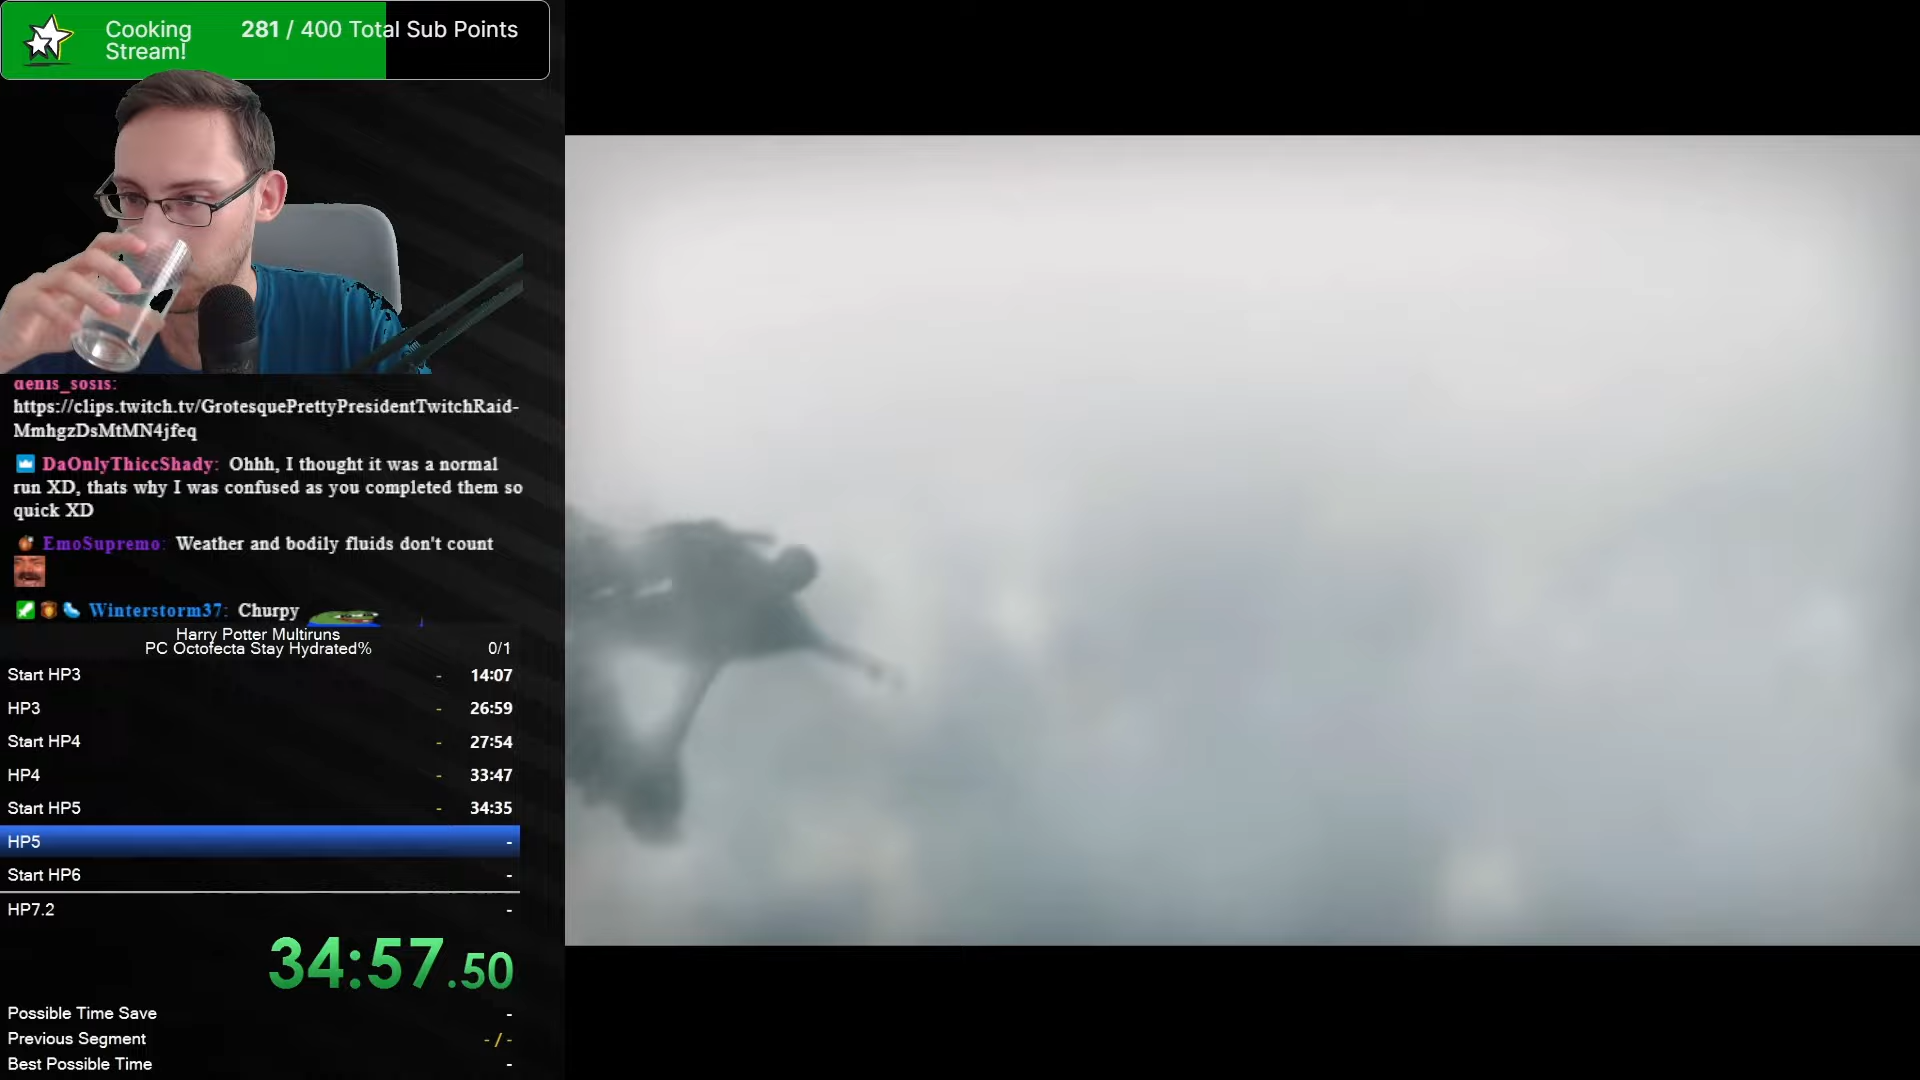 Cooking
Stream!
281 / 400 Total Sub Points
denis_sosis:
https://clips.twitch.tv/GrotesquePrettyPresidentTwitchRaid-
MmhgzDsMtMN4jfeq
DaOnlyThiccShady: Ohhh, I thought it was a normal
run XD, thats why I was confused as you completed them so
quick XD
EmoSupremo: Weather and bodily fluids don't count
Winterstorm37: Churpy
Harry Potter Multiruns
PC Octofecta Stay Hydrated% 0/1
Start HP3 - 14:07
HP3 - 26:59
Start HP4 - 27:54
HP4 - 33:47
Start HP5 - 34:35
HP5 -
Start HP6 -
HP7.2 -
34:57.50
Possible Time Save -
Previous Segment - / -
Best Possible Time -